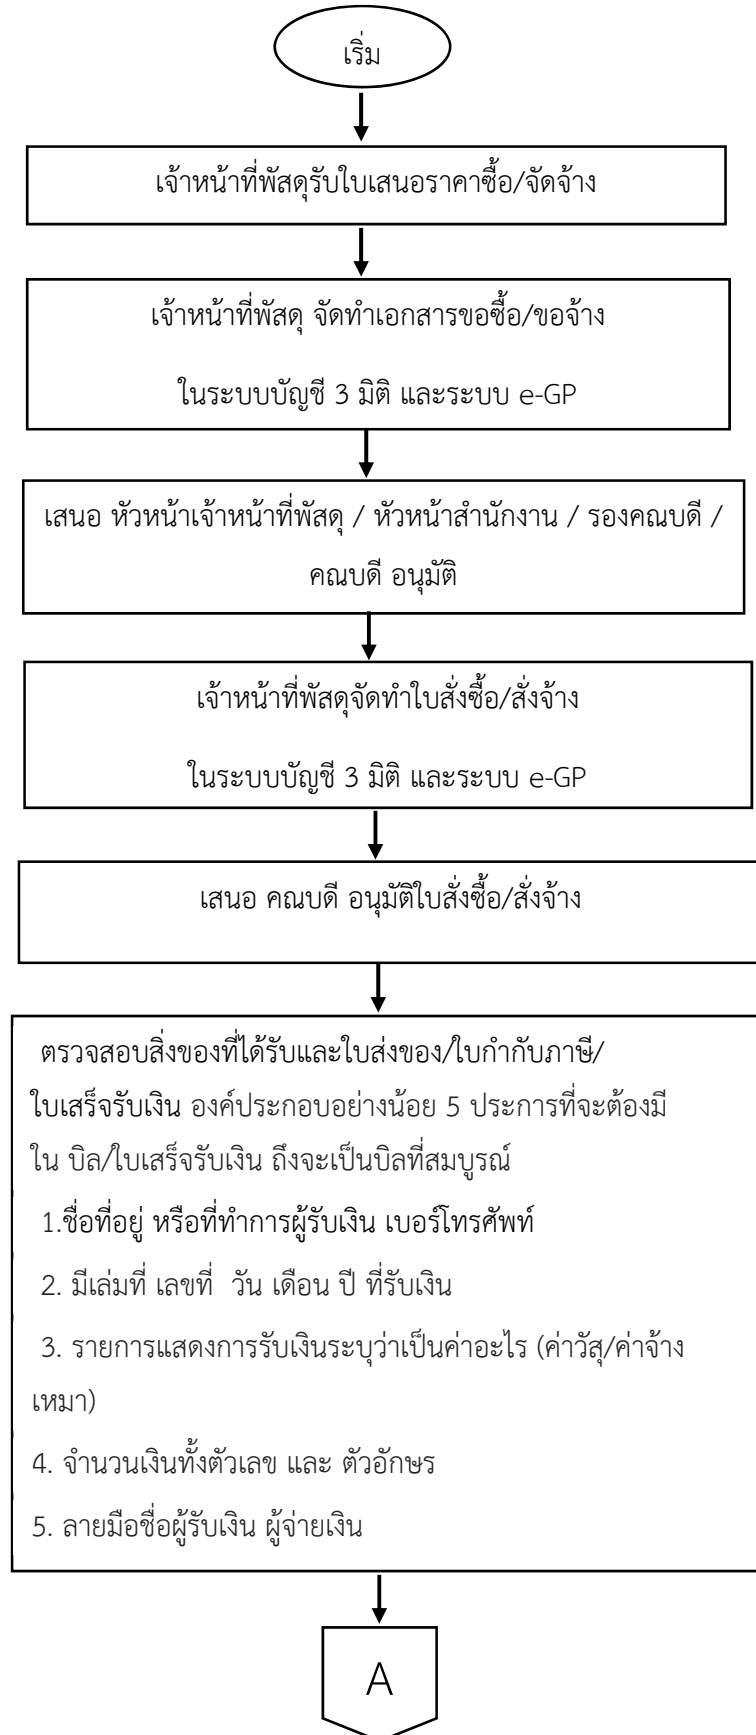 เริ่ม
เจ้าหน้าที่พัสดุรับใบเสนอราคาซื้อ/จัดจ้าง
เจ้าหน้าที่พัสดุ จัดทำเอกสารขอซื้อ/ขอจ้าง
ในระบบบัญชี 3 มิติ และระบบ e-GP
เสนอ หัวหน้าเจ้าหน้าที่พัสดุ / หัวหน้าสำนักงาน / รองคณบดี /
คณบดี อนุมัติ
เจ้าหน้าที่พัสดุจัดทำใบสั่งซื้อ/สั่งจ้าง
ในระบบบัญชี 3 มิติ และระบบ e-GP
เสนอ คณบดี อนุมัติใบสั่งซื้อ/สั่งจ้าง
ตรวจสอบสิ่งของที่ได้รับและใบส่งของ/ใบกำกับภาษี/
ใบเสร็จรับเงิน องค์ประกอบอย่างน้อย 5 ประการที่จะต้องมี
ใน บิล/ใบเสร็จรับเงิน ถึงจะเป็นบิลที่สมบูรณ์
1.ชื่อที่อยู่ หรือที่ทำการผู้รับเงิน เบอร์โทรศัพท์
2. มีเล่มที่ เลขที่ วัน เดือน ปี ที่รับเงิน
3. รายการแสดงการรับเงินระบุว่าเป็นค่าอะไร (ค่าวัสุ/ค่าจ้าง
เหมา)
4. จำนวนเงินทั้งตัวเลข และ ตัวอักษร
5. ลายมือชื่อผู้รับเงิน ผู้จ่ายเงิน
A